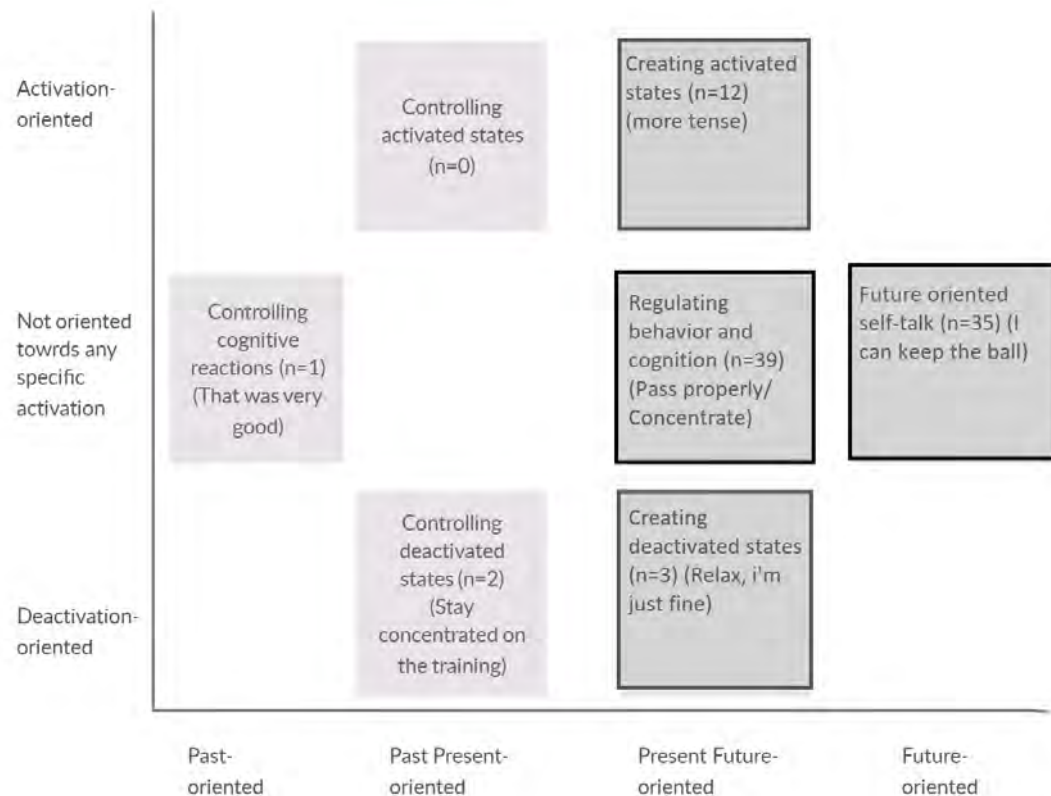 Activation-
oriented
Controlling
activated states
(n=0)
Creating activated
states (n=12)
(more tense)
Not oriented
towrds any
specific
activation
Controlling
cognitive
reactions (n=1)
(That was very
good)
Regulating
behavior and
cognition (n=39)
(Pass properly/
Concentrate)
Future oriented
self-talk (n=35) (I
can keep the ball)
Deactivation-
oriented
Controlling
deactivated
states (n=2)
(Stay
concentrated on
the training)
Creating
deactivated states
(n=3) (Relax, i'm
just fine)
Past-
oriented
Past Present-
oriented
Present Future-
oriented
Future-
oriented